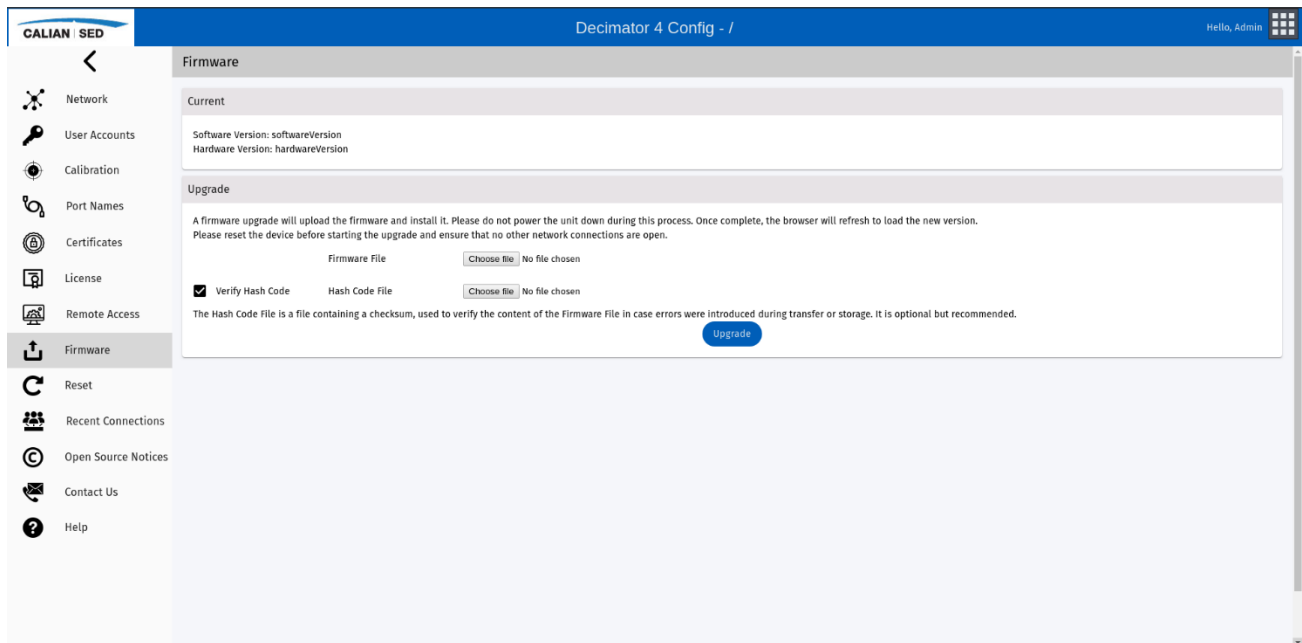 CALIAN SED
Decimator 4 Config - /
Hello, Admin
Firmware
Network
User Accounts
Calibration
Port Names
Certificates
License
Remote Access
Firmware
Reset
Recent Connections
Open Source Notices
Contact Us
Help
Current
Software Version: softwareVersion
Hardware Version: hardwareVersion
Upgrade
A firmware upgrade will upload the firmware and install it. Please do not power the unit down during this process. Once complete, the browser will refresh to load the new version.
Please reset the device before starting the upgrade and ensure that no other network connections are open.
Firmware File Choose file No file chosen
Verify Hash Code Hash Code File Choose file No file chosen
The Hash Code File is a file containing a checksum, used to verify the content of the Firmware File in case errors were introduced during transfer or storage. It is optional but recommended.
Upgrade